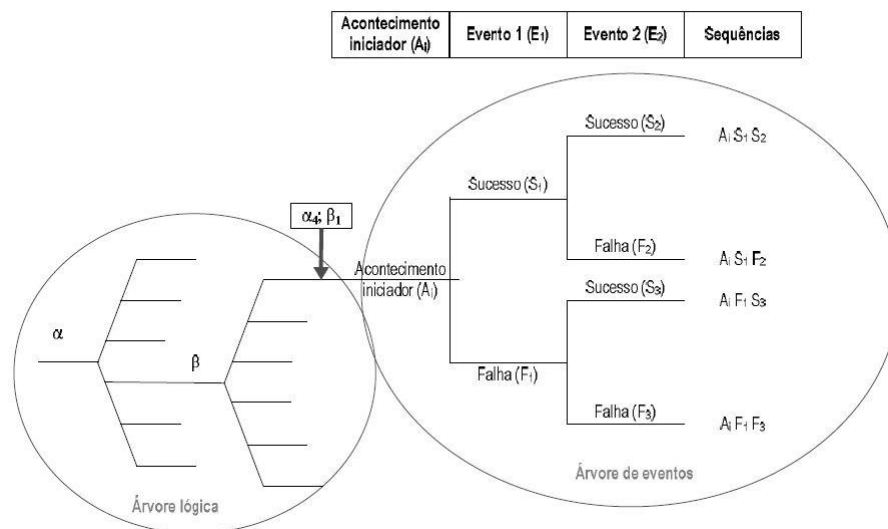 Acontecimento iniciador (Aᵢ) Evento 1 (E₁) Evento 2 (E₂) Sequências
Sucesso (S₂) Aᵢ S₁ S₂
Sucesso (S₁)
α₄; β₁
Falha (F₂) Aᵢ S₁ F₂
Acontecimento
iniciador (Aᵢ)
Sucesso (S₃) Aᵢ F₁ S₃
α
β
Falha (F₁)
Falha (F₃) Aᵢ F₁ F₃
Árvore de eventos
Árvore lógica